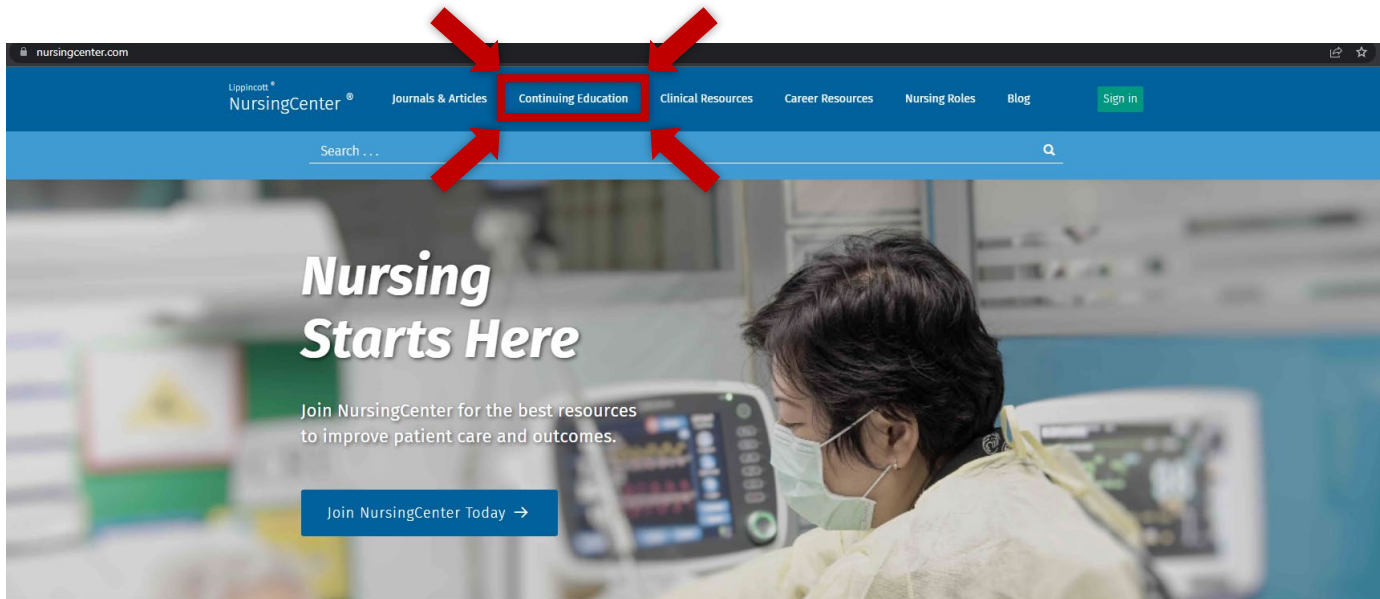 nursingcenter.com
Lippincott®
NursingCenter ®
Journal & Articles Continuing Education Clinical Resources Career Resources Nursing Roles Blog Sign in
Search . . .
Nursing
Starts Here
Join NursingCenter for the best resources
to improve patient care and outcomes.
Join NursingCenter Today →